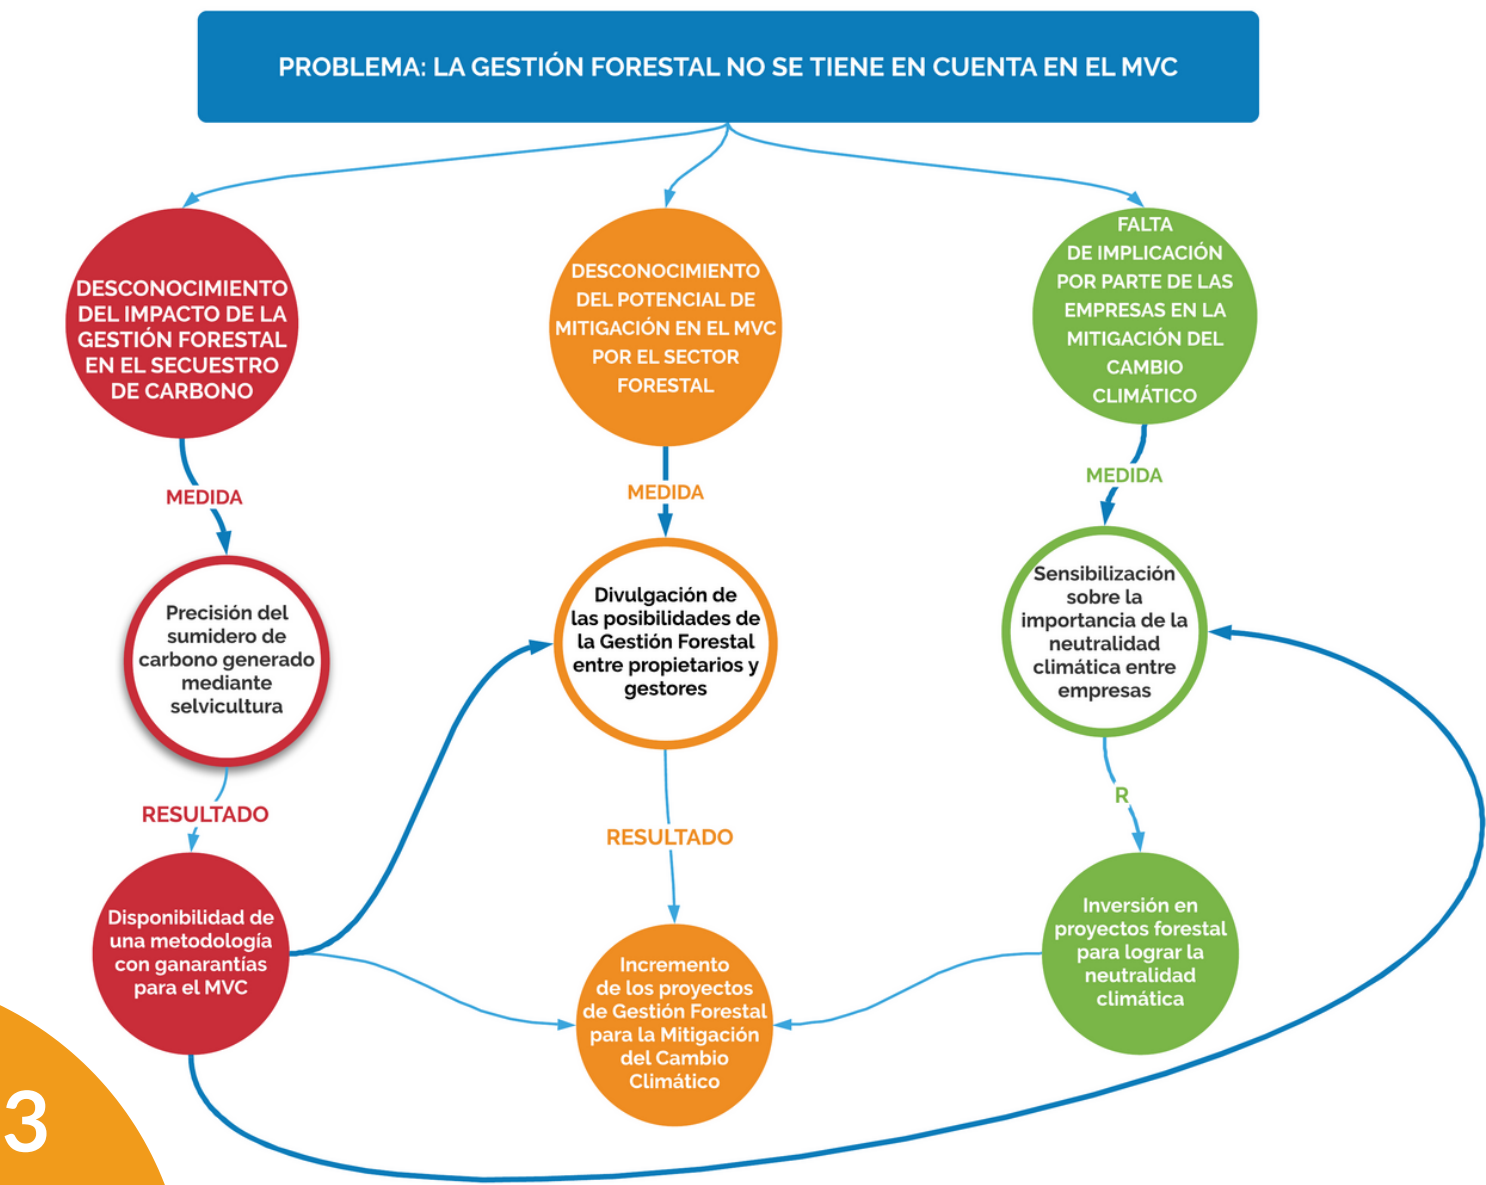 PROBLEMA: LA GESTIÓN FORESTAL NO SE TIENE EN CUENTA EN EL MVC
DESCONOCIMIENTO
DEL IMPACTO DE LA
GESTIÓN FORESTAL
EN EL SECUESTRO
DE CARBONO
DESCONOCIMIENTO
DEL POTENCIAL DE
MITIGACIÓN EN EL MVC
POR EL SECTOR
FORESTAL
FALTA
DE IMPLICACIÓN
POR PARTE DE LAS
EMPRESAS EN LA
MITIGACIÓN DEL
CAMBIO
CLIMÁTICO
MEDIDA
MEDIDA
MEDIDA
Precisión del
sumidero de
carbono generado
mediante
selvicultura
Divulgación de
las posibilidades de
la Gestión Forestal
entre propietarios y
gestores
Sensibilización
sobre la
importancia de la
neutralidad
climática entre
empresas
RESULTADO
RESULTADO
R
Disponibilidad de
una metodología
con ganarantías
para el MVC
Incremento
de los proyectos
de Gestión Forestal
para la Mitigación
del Cambio
Climático
Inversión en
proyectos forestal
para lograr la
neutralidad
climática
3